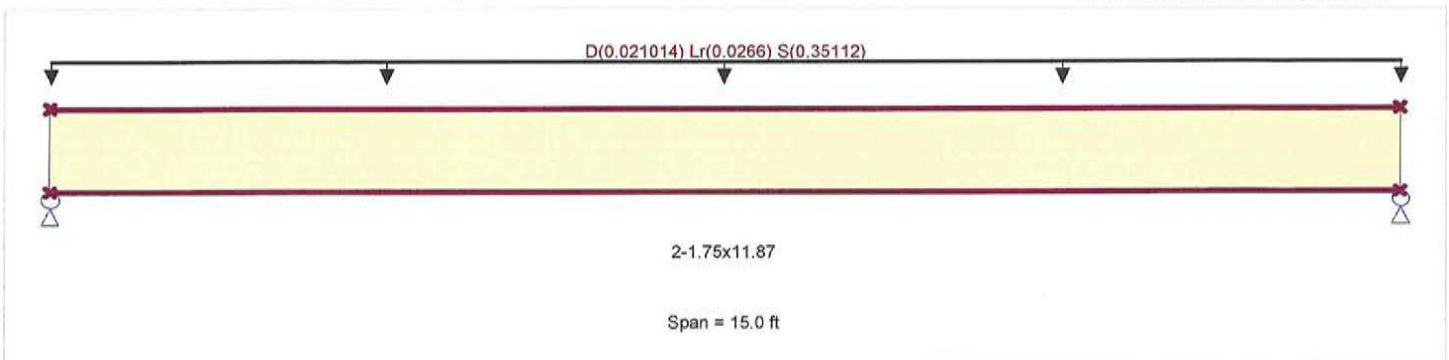 D(0.021014) Lr(0.0266) S(0.35112)
2-1.75x11.87
Span = 15.0 ft